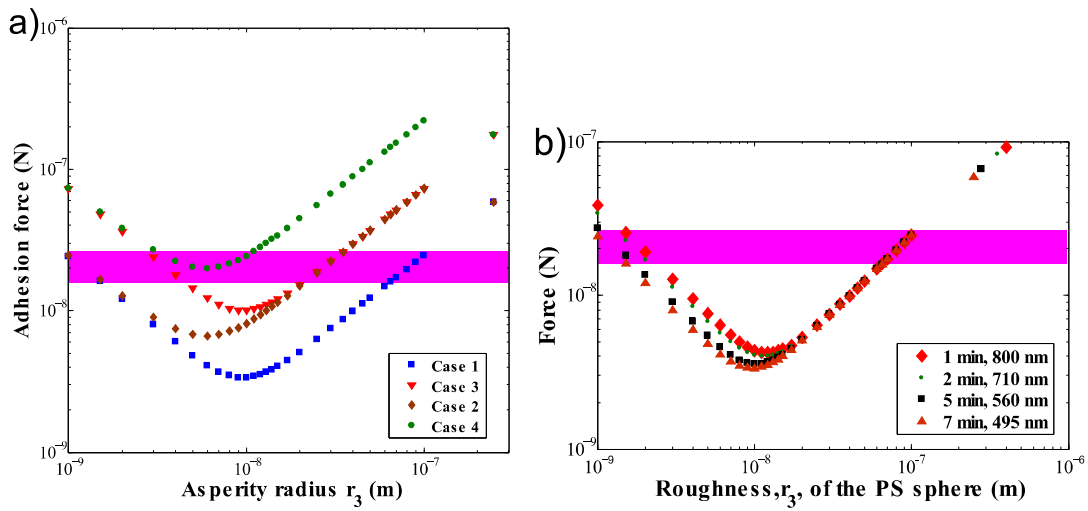 a)
10^-6
10^-7
10^-8
10^-9
Adhesion force (N)
Case 1
Case 3
Case 2
Case 4
10^-9
10^-8
10^-7
Asperity radius r_3 (m)
b)
10^-7
10^-8
10^-9
Force (N)
1 min, 800 nm
2 min, 710 nm
5 min, 560 nm
7 min, 495 nm
10^-9
10^-8
10^-7
10^-6
Roughness,r_3, of the PS sphere (m)